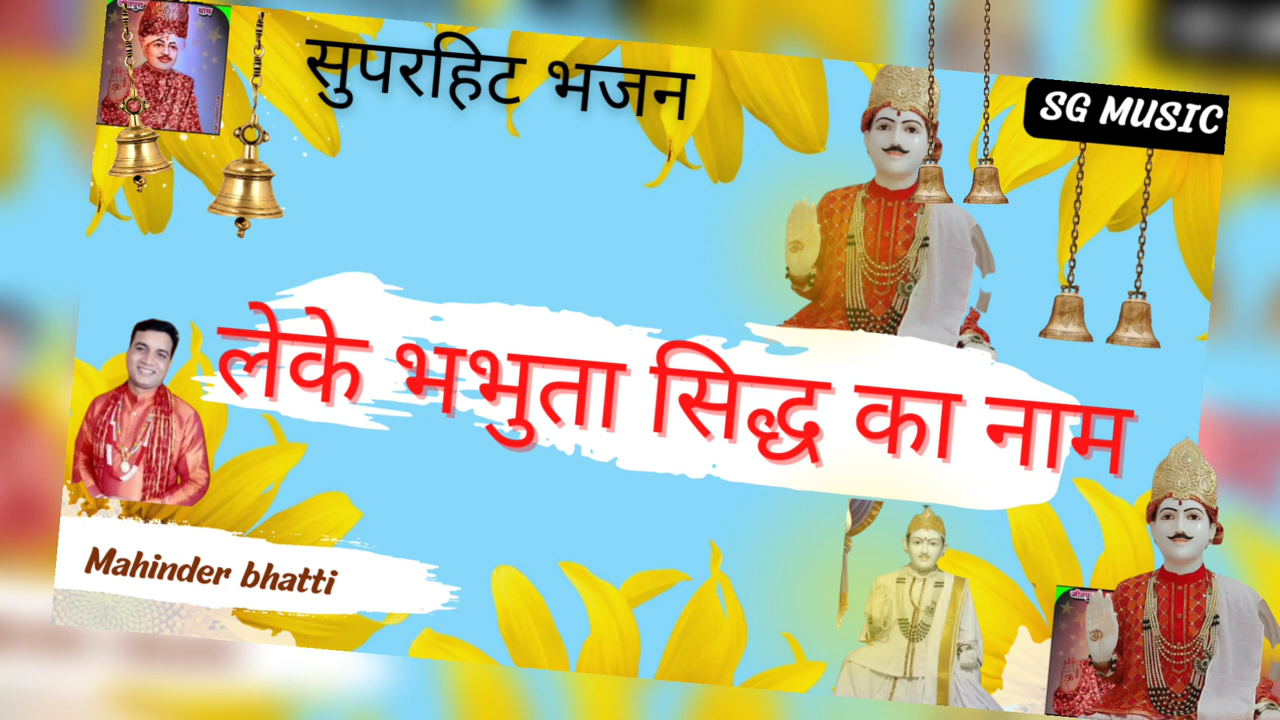 सुपरहिट भजन
SG MUSIC
लेके भभुता सिद्ध का नाम
Mahinder bhatti